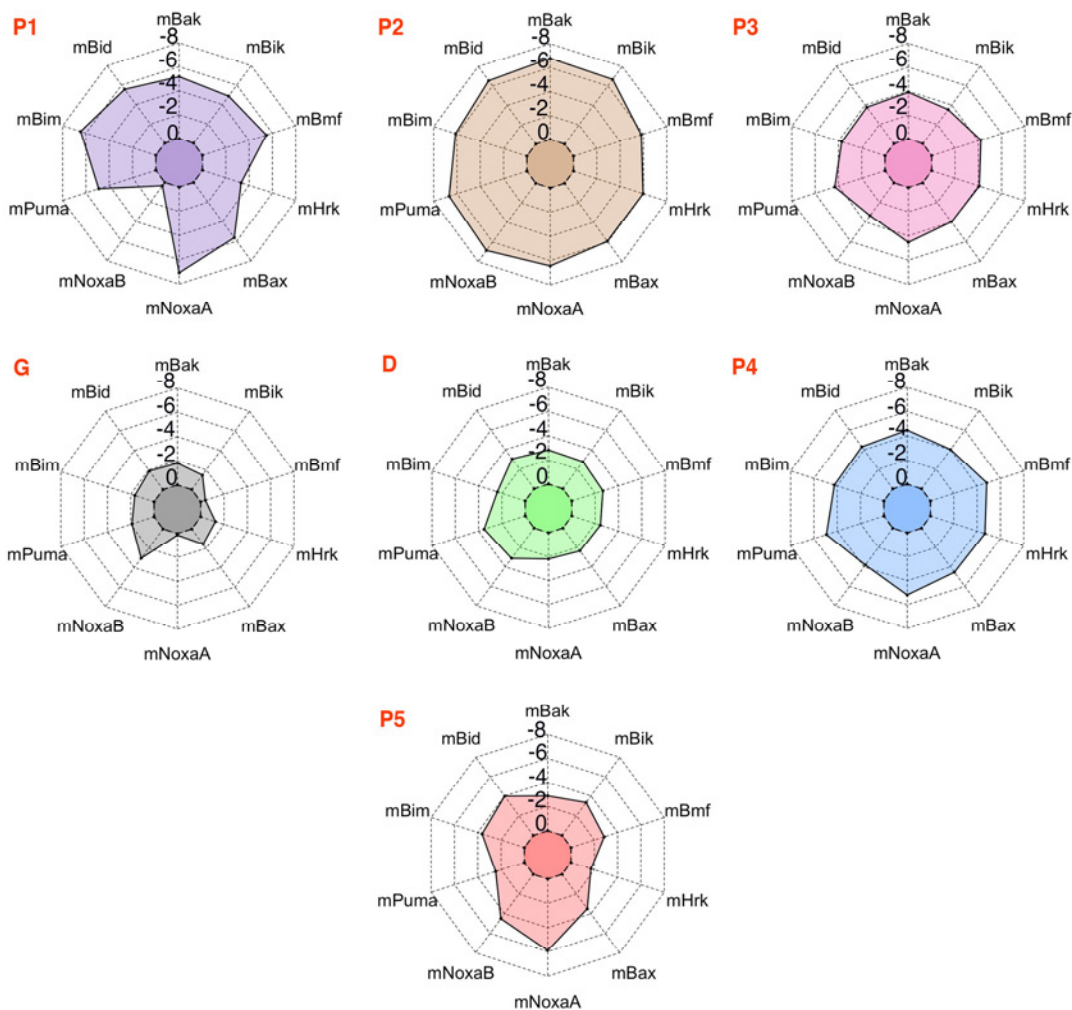 P1
mBak
-8
-6
-4
-2
0
mBid
mBik
mBim
mBmf
mPuma
mHrk
mNoxaB
mBax
mNoxaA
P2
mBak
-8
-6
-4
-2
0
mBid
mBik
mBim
mBmf
mPuma
mHrk
mNoxaB
mBax
mNoxaA
P3
mBak
-8
-6
-4
-2
0
mBid
mBik
mBim
mBmf
mPuma
mHrk
mNoxaB
mBax
mNoxaA
G
mBak
-8
-6
-4
-2
0
mBid
mBik
mBim
mBmf
mPuma
mHrk
mNoxaB
mBax
mNoxaA
D
mBak
-8
-6
-4
-2
0
mBid
mBik
mBim
mBmf
mPuma
mHrk
mNoxaB
mBax
mNoxaA
P4
mBak
-8
-6
-4
-2
0
mBid
mBik
mBim
mBmf
mPuma
mHrk
mNoxaB
mBax
mNoxaA
P5
mBak
-8
-6
-4
-2
0
mBid
mBik
mBim
mBmf
mPuma
mHrk
mNoxaB
mBax
mNoxaA